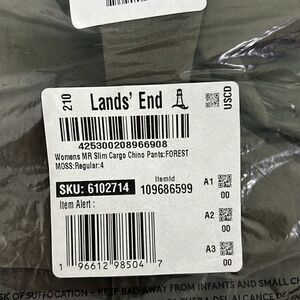 210
Lands' End
USCD
425300208966908
Womens MR Slim Cargo Chino Pants:FOREST
MOSS:Regular:4
SKU: 6102714
ItemId
109686599
Item Alert :
A1
00
A2
00
A3
00
1 96612 98504 7
OF SUFFOCATION – KEEP BAG AWAY FROM INFANTS AND SMALL